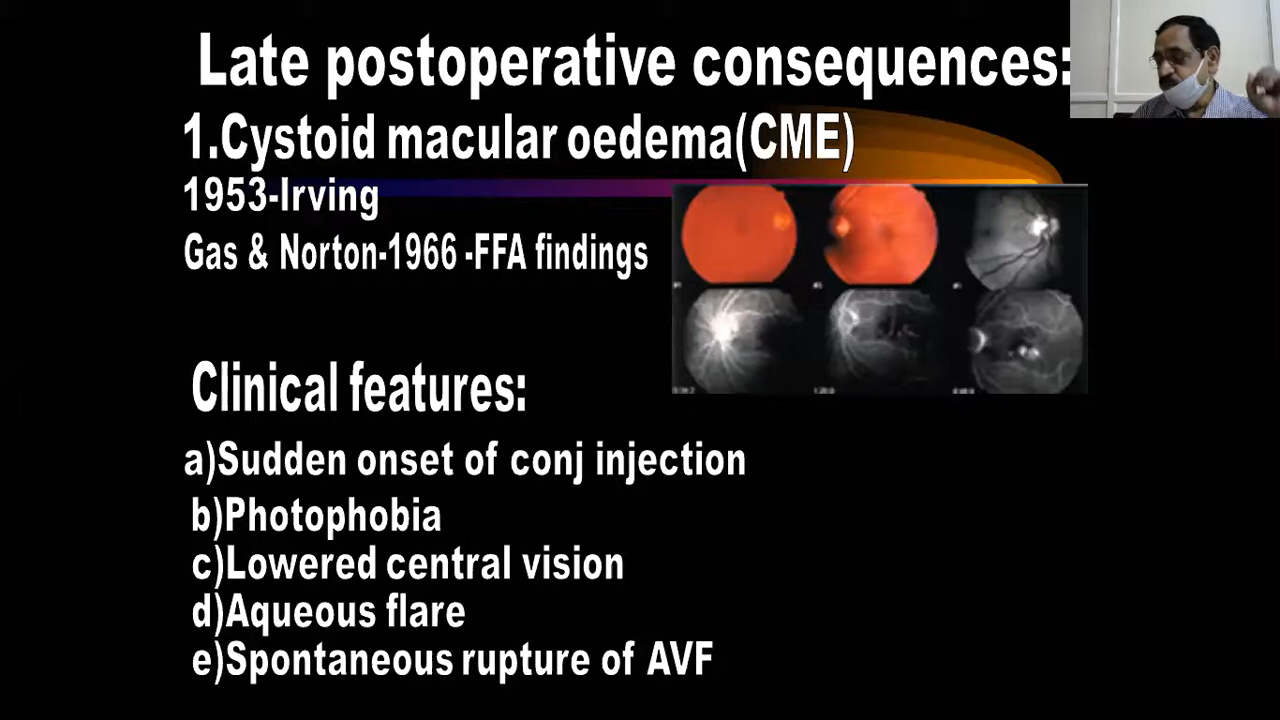 Late postoperative consequences:
1.Cystoid macular oedema(CME)
1953-Irving
Gas & Norton-1966 -FFA findings
Clinical features:
a)Sudden onset of conj injection
b)Photophobia
c)Lowered central vision
d)Aqueous flare
e)Spontaneous rupture of AVF